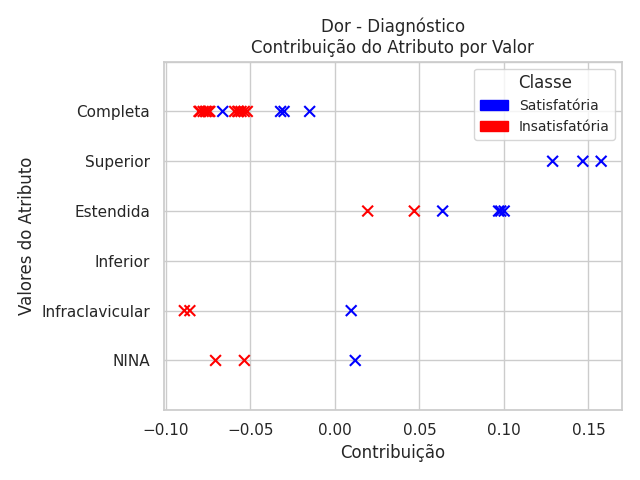 Dor - Diagnóstico
Contribuição do Atributo por Valor
Classe
Satisfatória
Insatisfatória
Valores do Atributo
Completa
Superior
Estendida
Inferior
Infraclavicular
NINA
−0.10
−0.05
0.00
0.05
0.10
0.15
Contribuição